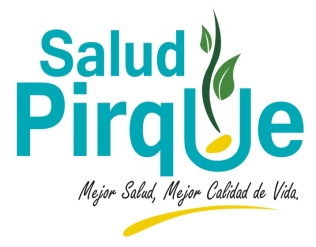 Salud
Pirque
Mejor Salud, Mejor Calidad de Vida.